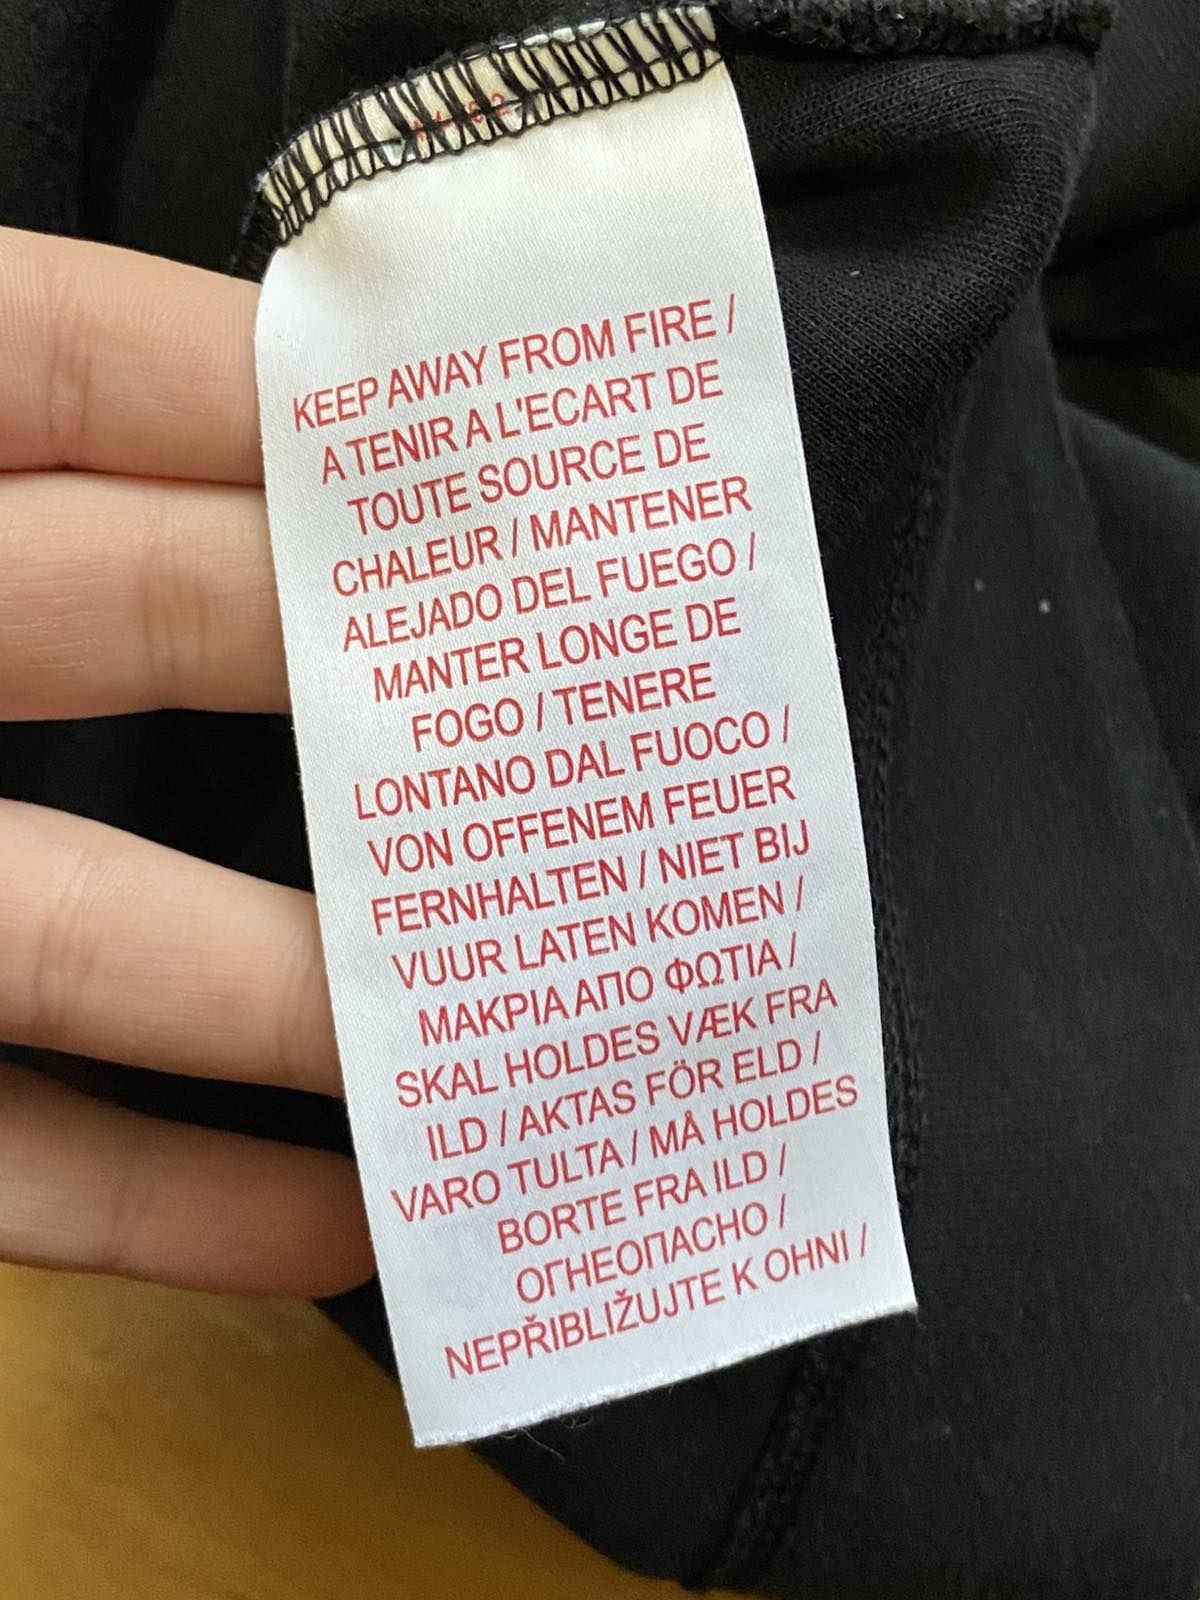 KEEP AWAY FROM FIRE /
A TENIR A L'ECART DE
TOUTE SOURCE DE
CHALEUR / MANTENER
ALEJADO DEL FUEGO /
MANTER LONGE DE
FOGO / TENERE
LONTANO DAL FUOCO /
VON OFFENEM FEUER
FERNHALTEN / NIET BIJ
VUUR LATEN KOMEN /
ΜΑΚΡΙΑ ΑΠΟ ΦΩΤΙΑ /
SKAL HOLDES VÆK FRA
ILD / AKTAS FÖR ELD /
VARO TULTA / MÅ HOLDES
BORTE FRA ILD /
ОГНЕОПАСНО /
NEPŘIBLIŽUJTE K OHNI /